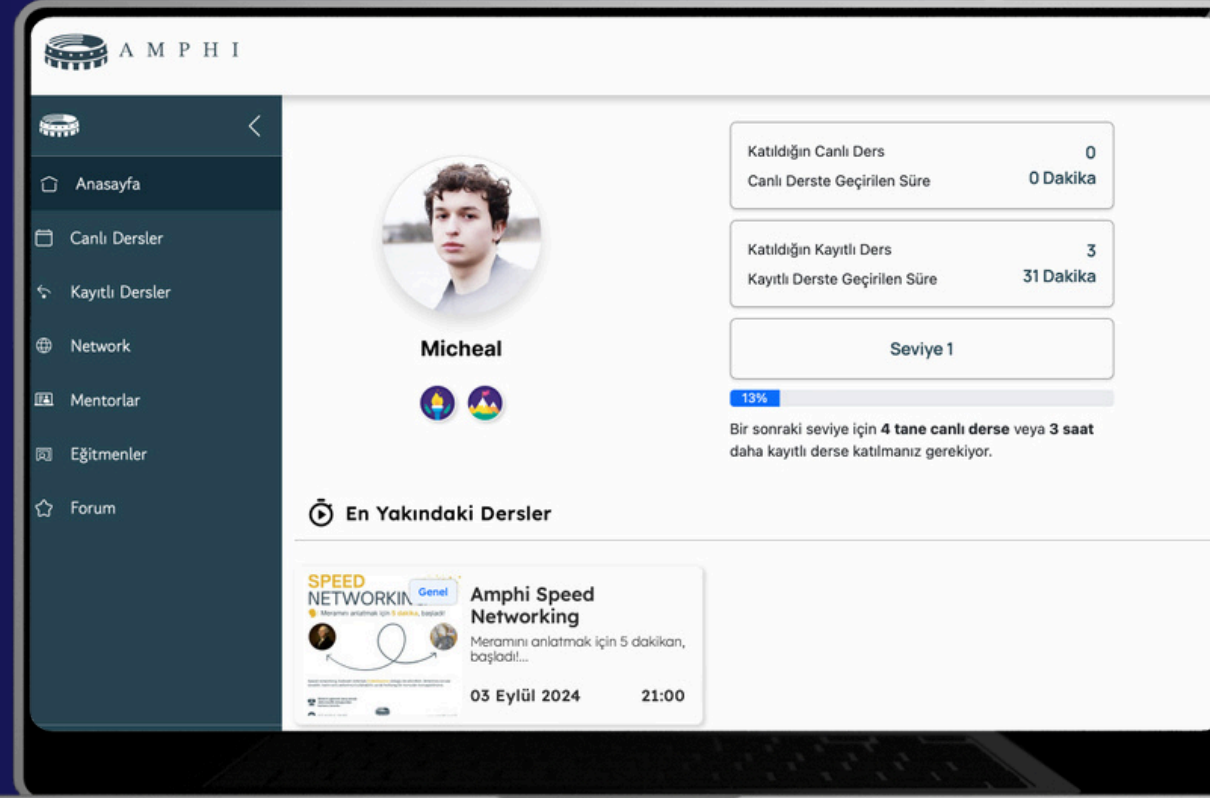 AMPHI
Anasayfa
Canlı Dersler
Kayıtlı Dersler
Network
Mentorlar
Eğitmenler
Forum
Micheal
Katıldığın Canlı Ders 0
Canlı Derste Geçirilen Süre 0 Dakika
Katıldığın Kayıtlı Ders 3
Kayıtlı Derste Geçirilen Süre 31 Dakika
Seviye 1
13%
Bir sonraki seviye için 4 tane canlı derse veya 3 saat
daha kayıtlı derse katılmanız gerekiyor.
En Yakındaki Dersler
SPEED
Genel
Meramını anlatmak için 5 dakika, başladı!
Amphi Speed
Networking
Meramını anlatmak için 5 dakikan,
başladı!...
03 Eylül 2024 21:00